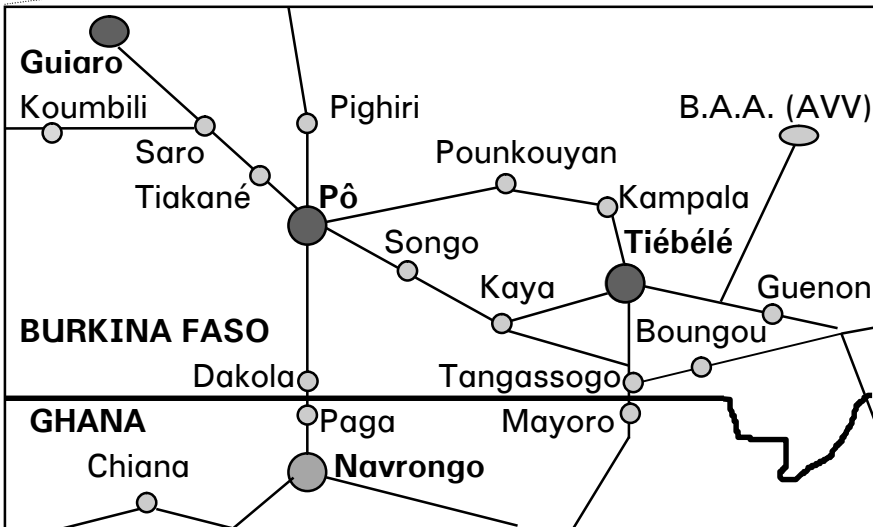 Guiaro
Koumbili
Pighiri
B.A.A. (AVV)
Saro
Pounkouyan
Tiakané
Pô
Kampala
Songo
Tiébélé
Kaya
Guenon
BURKINA FASO
Boungou
Dakola
Tangassogo
GHANA
Paga
Mayoro
Chiana
Navrongo